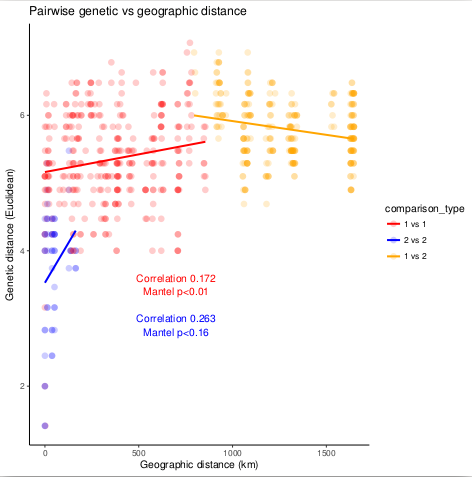 Pairwise genetic vs geographic distance
Genetic distance (Euclidean)
6
4
2
Correlation 0.172
Mantel p<0.01
Correlation 0.263
Mantel p<0.16
comparison_type
1 vs 1
2 vs 2
1 vs 2
0
500
1000
1500
Geographic distance (km)